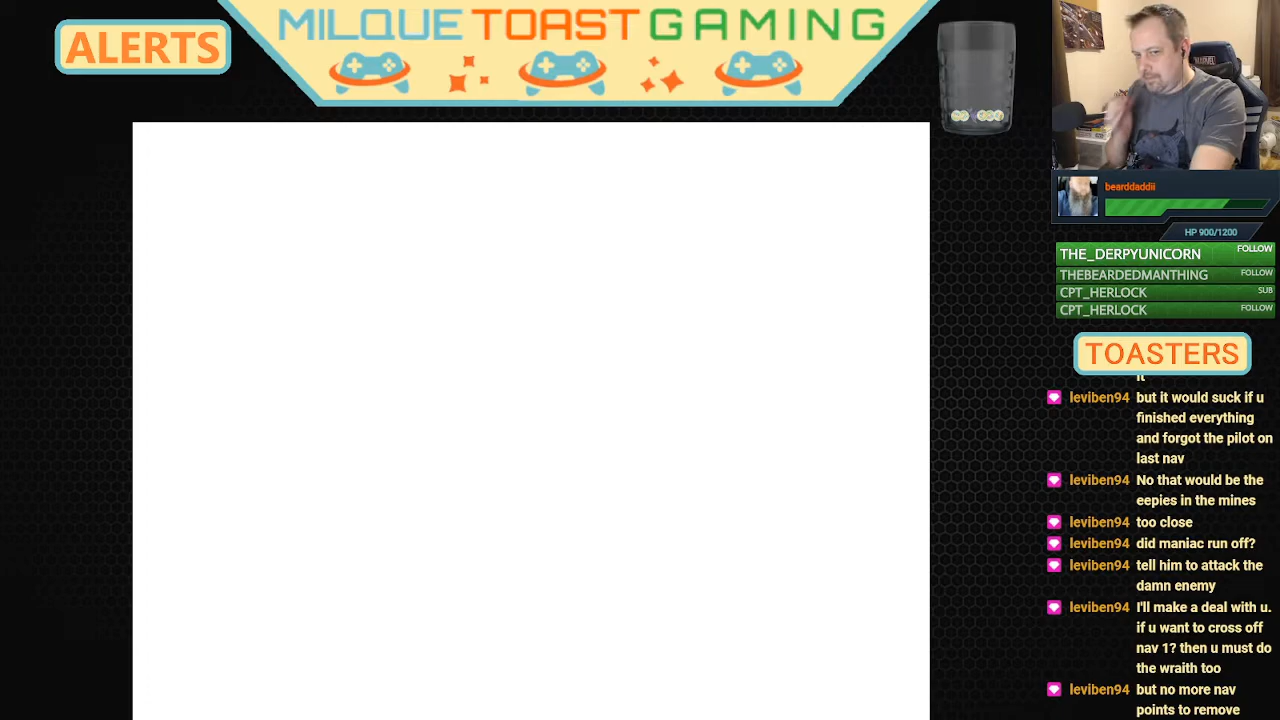 ALERTS
MILQUETOASTGAMING
bearddaddii
HP 900/1200
THE_DERPYUNICORN FOLLOW
THEBEARDEDMANTHING FOLLOW
CPT_HERLOCK SUB
CPT_HERLOCK FOLLOW
TOASTERS
it
leviben94 but it would suck if u
finished everything
and forgot the pilot on
last nav
leviben94 No that would be the
eepies in the mines
leviben94 too close
leviben94 did maniac run off?
leviben94 tell him to attack the
damn enemy
leviben94 I'll make a deal with u.
if u want to cross off
nav 1? then u must do
the wraith too
leviben94 but no more nav
points to remove